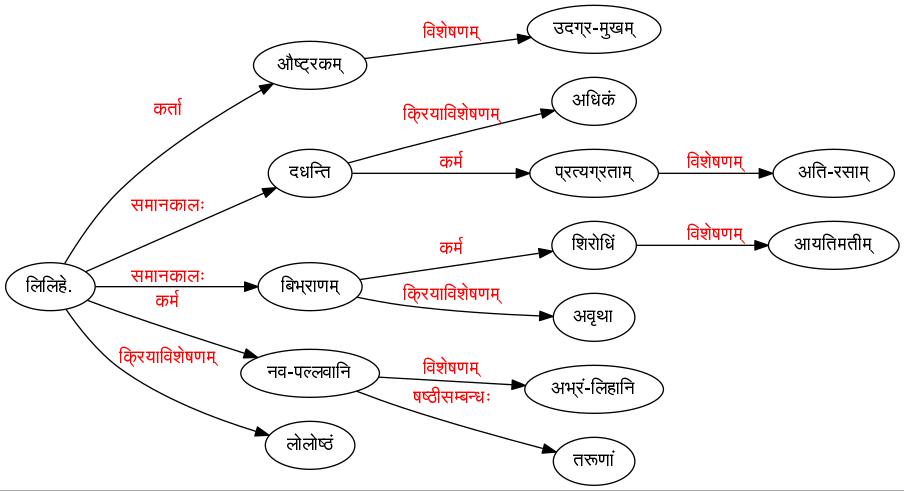 उदग्र-मुखम्
विशेषणम्
औष्ट्रकम्
अधिकं
कर्ता
क्रियाविशेषणम्
कर्म
विशेषणम्
दधन्ति
प्रत्यग्रताम्
अति-रसाम्
समानकालः
विशेषणम्
कर्म
शिरोधिं
आयतिमतीम्
समानकालः
लिलिहे.
बिभ्राणम्
क्रियाविशेषणम्
कर्म
अवृथा
क्रियाविशेषणम्
विशेषणम्
नव-पल्लवानि
अभ्रं-लिहानि
षष्ठीसम्बन्धः
लोलोष्ठं
तरूणां